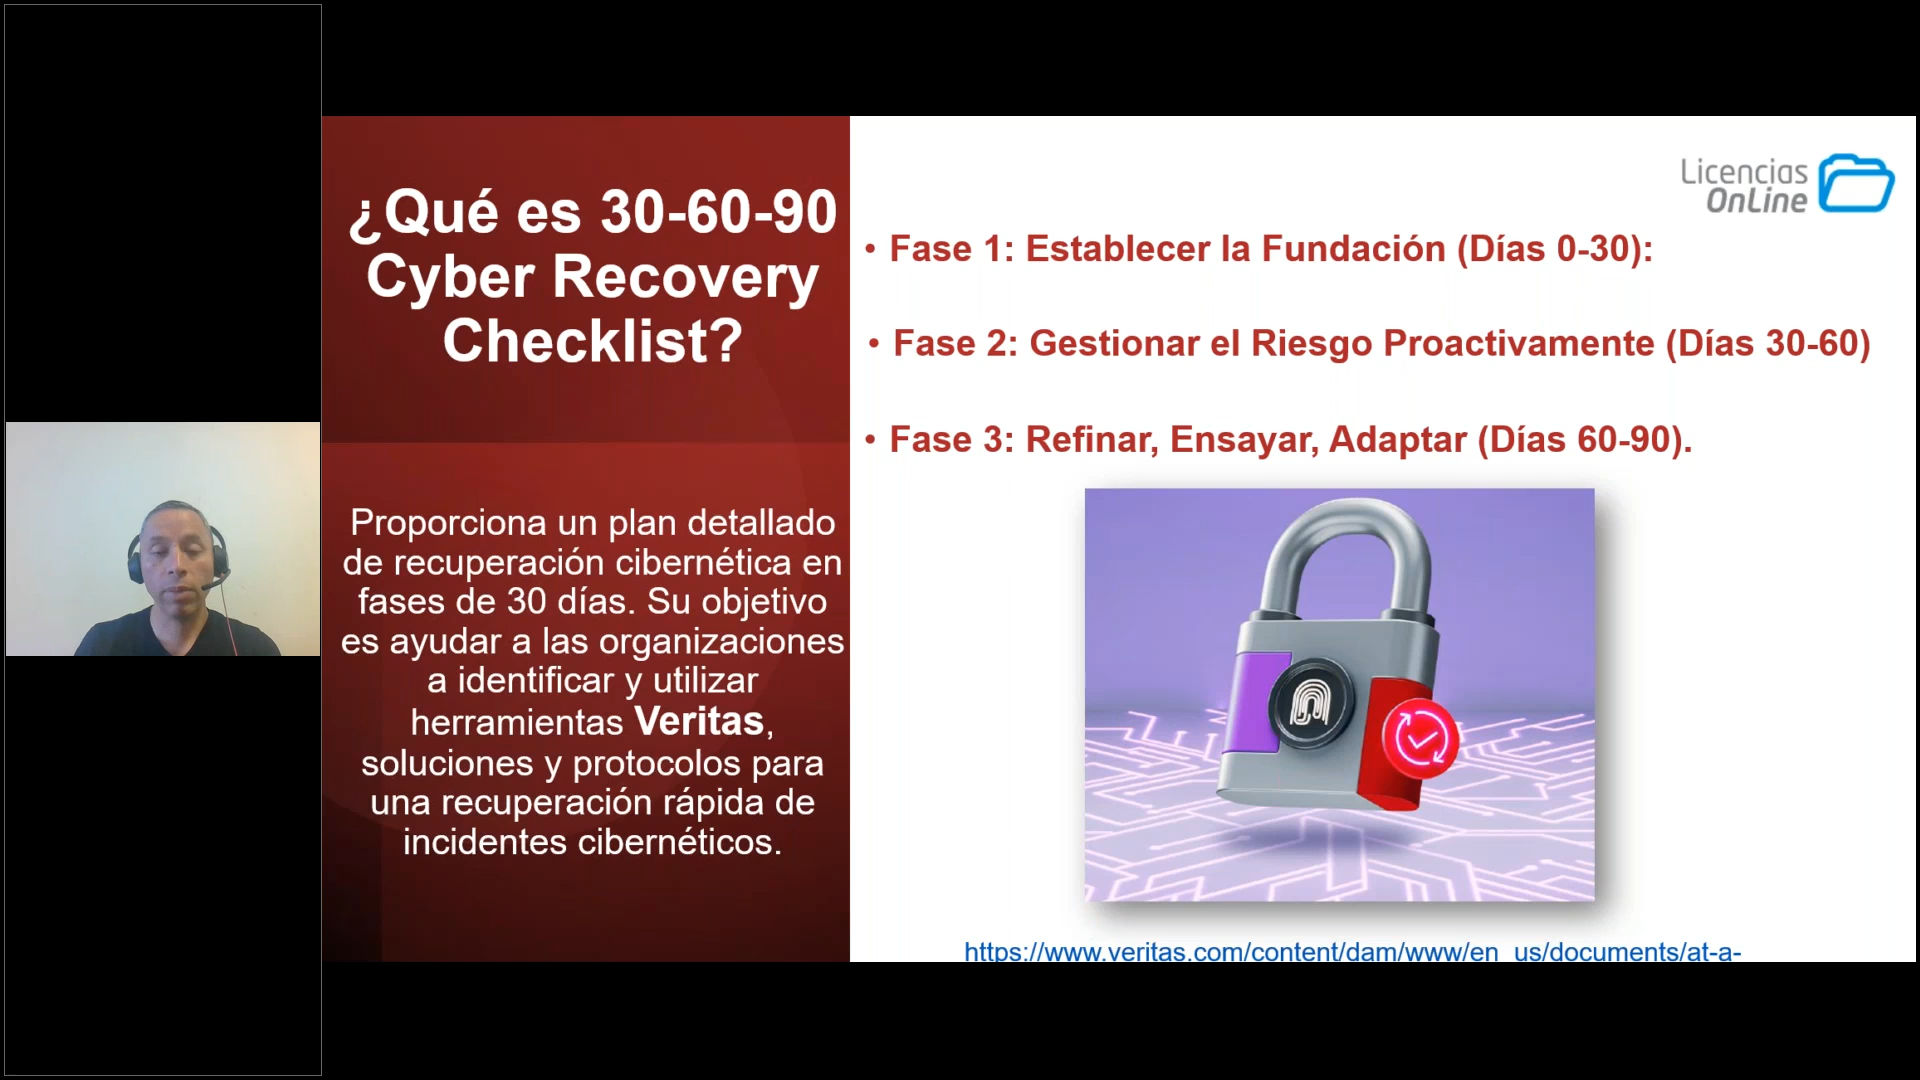 ¿Qué es 30-60-90
Cyber Recovery
Checklist?
Proporciona un plan detallado
de recuperación cibernética en
fases de 30 días. Su objetivo
es ayudar a las organizaciones
a identificar y utilizar
herramientas Veritas,
soluciones y protocolos para
una recuperación rápida de
incidentes cibernéticos.
Licencias
OnLine
• Fase 1: Establecer la Fundación (Días 0-30):
• Fase 2: Gestionar el Riesgo Proactivamente (Días 30-60)
• Fase 3: Refinar, Ensayar, Adaptar (Días 60-90).
https://www.veritas.com/content/dam/www/en_us/documents/at-a-